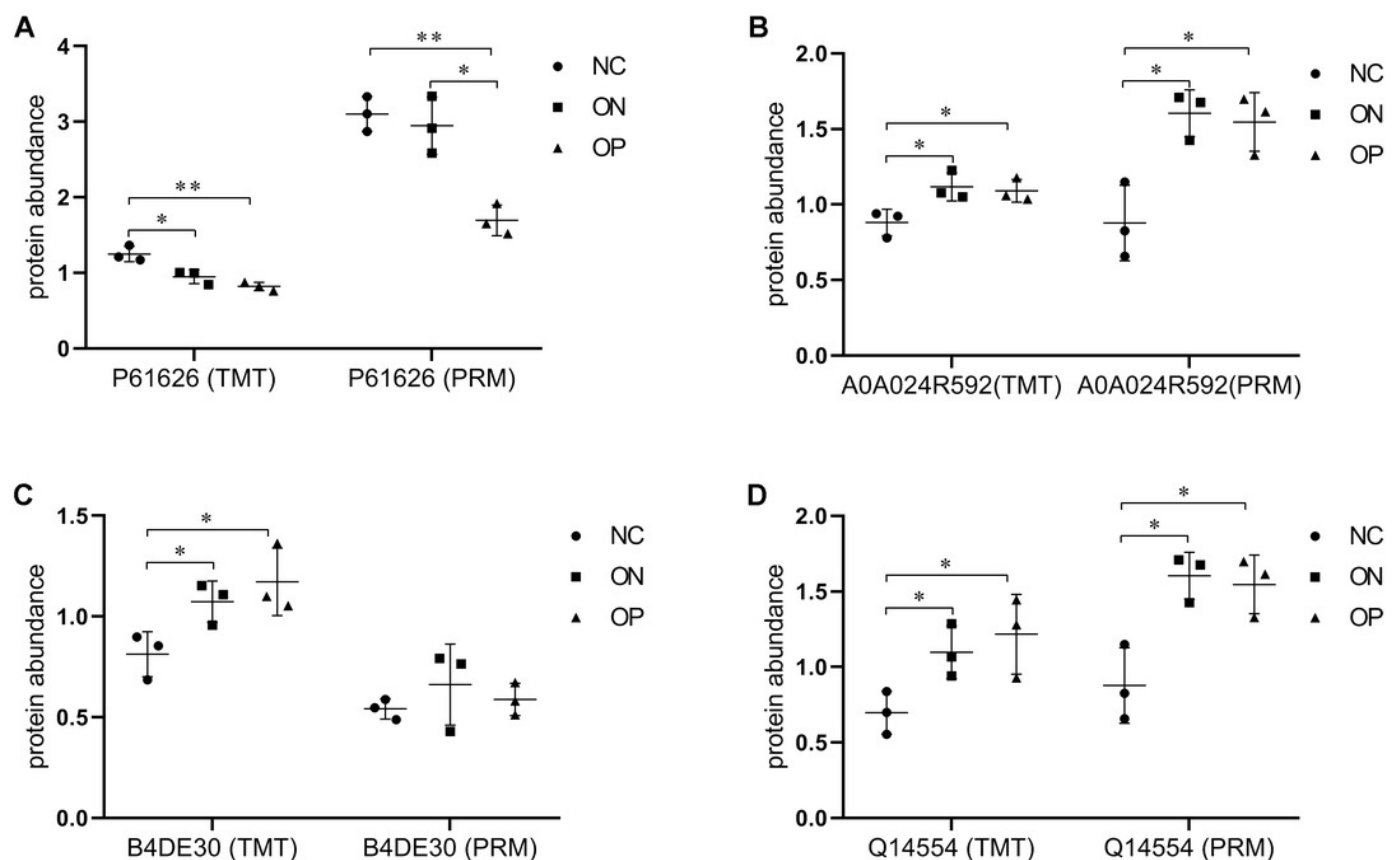 A
protein abundance
4
3
2
1
0
**
*
**
*
NC
ON
OP
P61626 (TMT)
P61626 (PRM)
B
protein abundance
2.0
1.5
1.0
0.5
0.0
*
*
*
*
NC
ON
OP
A0A024R592(TMT)
A0A024R592(PRM)
C
protein abundance
1.5
1.0
0.5
0.0
*
*
NC
ON
OP
B4DE30 (TMT)
B4DE30 (PRM)
D
protein abundance
2.0
1.5
1.0
0.5
0.0
*
*
*
*
NC
ON
OP
Q14554 (TMT)
Q14554 (PRM)